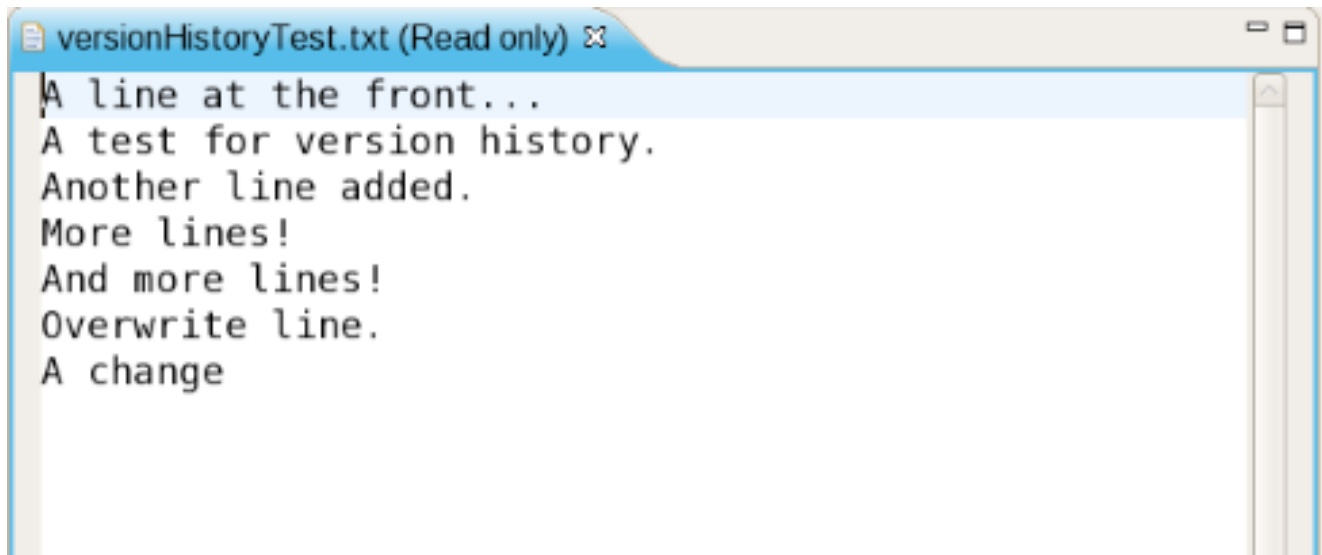 versionHistoryTest.txt (Read only)
A line at the front...
A test for version history.
Another line added.
More lines!
And more lines!
Overwrite line.
A change